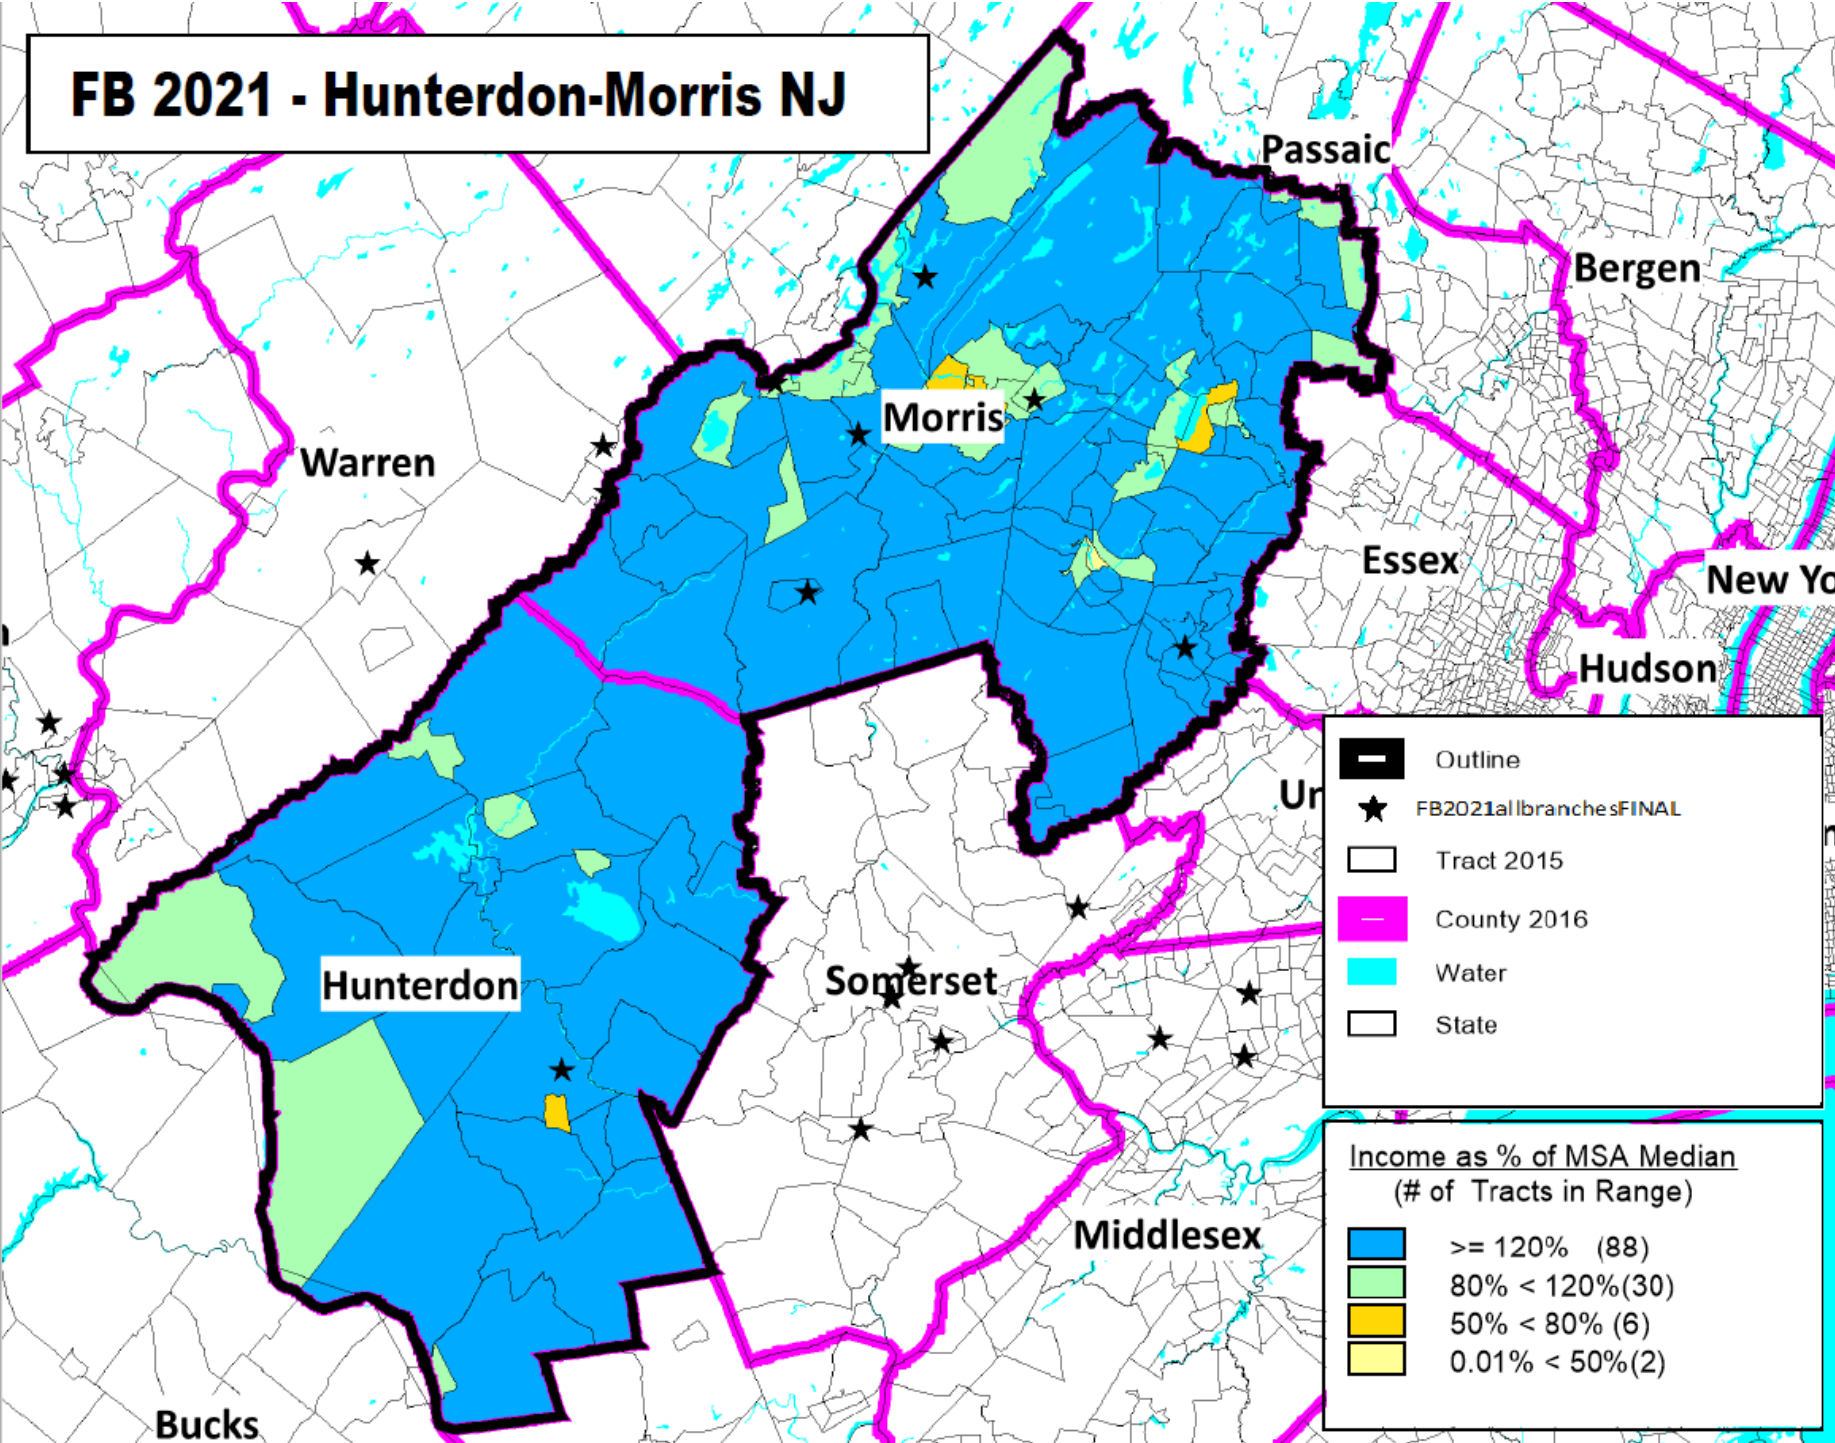 FB 2021 - Hunterdon-Morris NJ
Passaic
Bergen
Morris
Warren
Essex
New Yo
Hudson
Outline
Ur
FB2021allbranchesFINAL
Tract 2015
County 2016
Water
Hunterdon
Somerset
State
Income as % of MSA Median
(# of Tracts in Range)
Middlesex
>= 120% (88)
80% < 120%(30)
50% < 80% (6)
0.01% < 50%(2)
Bucks